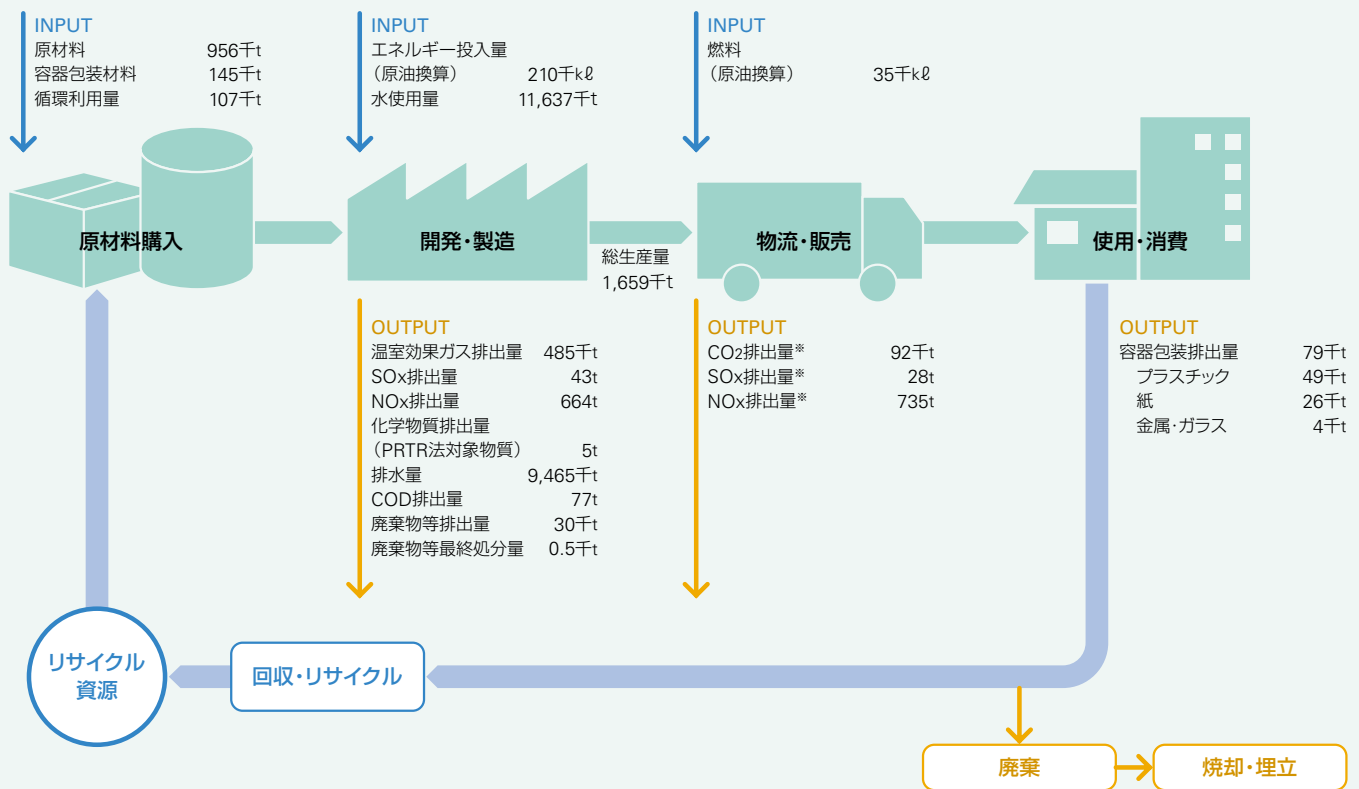 INPUT
原材料 956千t
容器包装材料 145千t
循環利用量 107千t
INPUT
エネルギー投入量
（原油換算） 210千kℓ
水使用量 11,637千t
INPUT
燃料
（原油換算） 35千kℓ
原材料購入
開発・製造
総生産量
1,659千t
物流・販売
使用・消費
OUTPUT
温室効果ガス排出量 485千t
SOx排出量 43t
NOx排出量 664t
化学物質排出量
（PRTR法対象物質） 5t
排水量 9,465千t
COD排出量 77t
廃棄物等排出量 30千t
廃棄物等最終処分量 0.5千t
OUTPUT
CO2排出量※ 92千t
SOx排出量※ 28t
NOx排出量※ 735t
OUTPUT
容器包装排出量 79千t
プラスチック 49千t
紙 26千t
金属・ガラス 4千t
リサイクル
資源
回収・リサイクル
廃棄
焼却・埋立